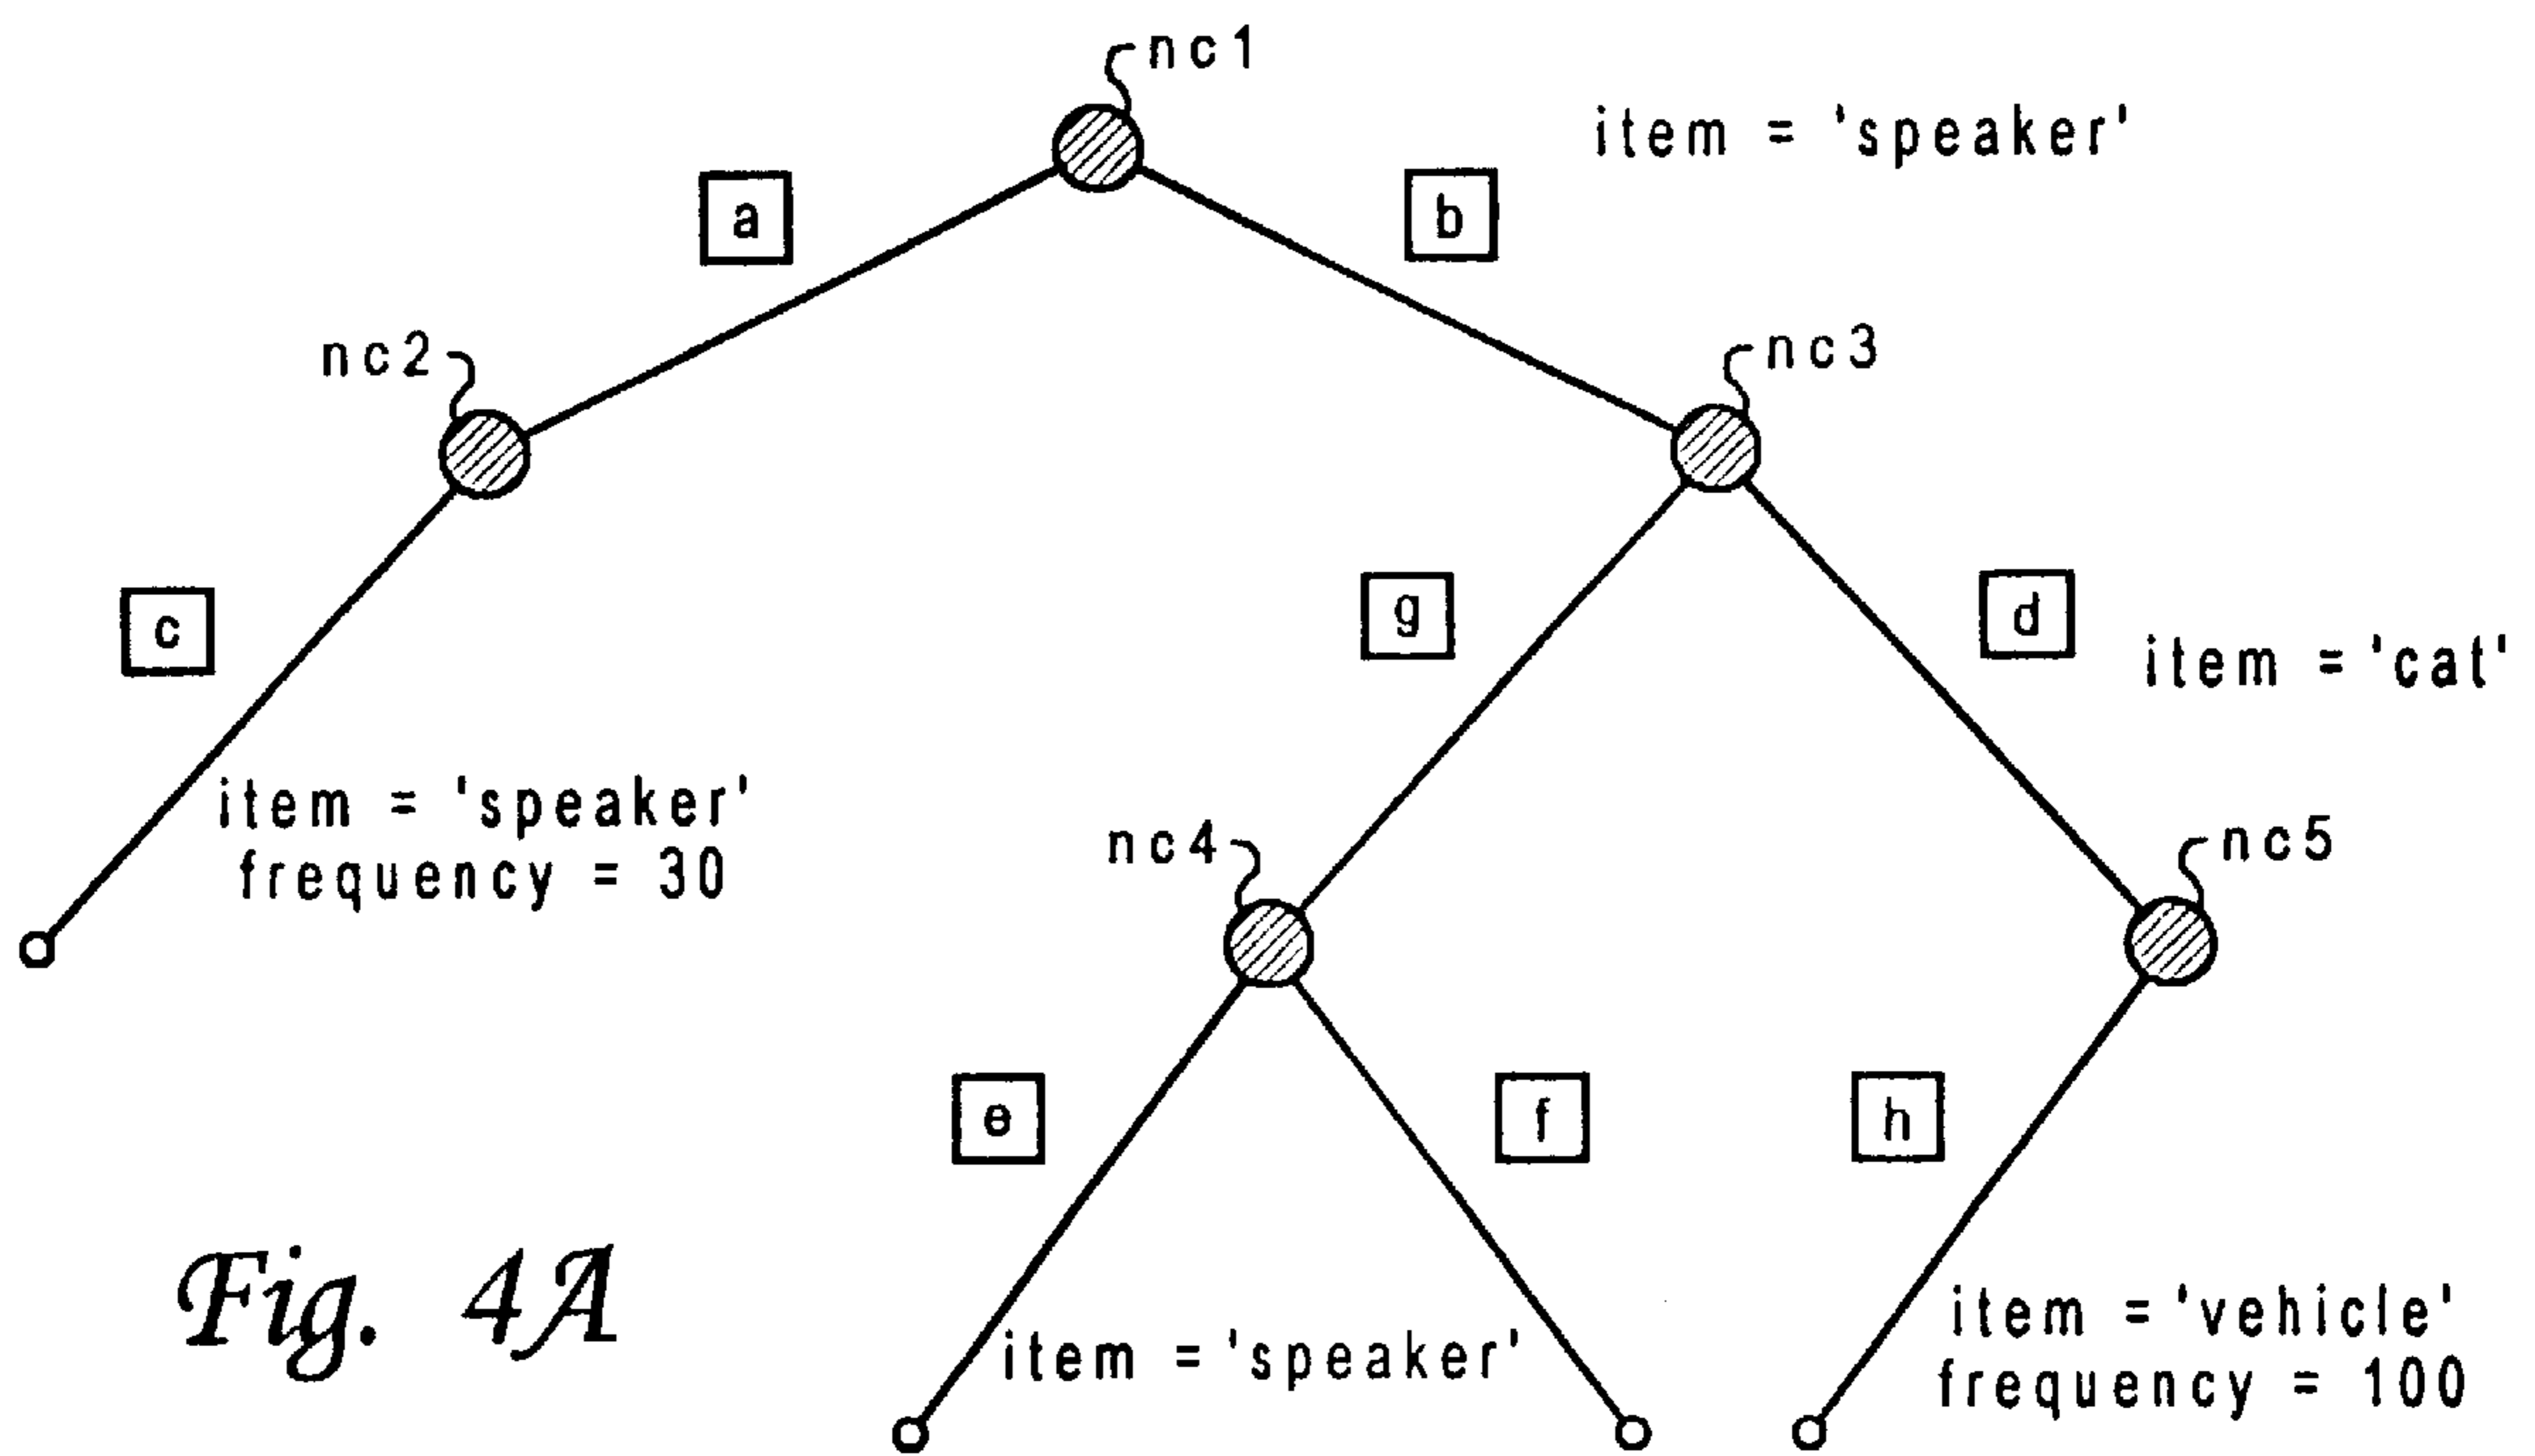 nc1
item = 'speaker'
a
b
nc2
nc3
c
g
d
item = 'cat'
item = 'speaker'
frequency = 30
nc4
nc5
e
f
h
Fig. 4A
item = 'speaker'
item = 'vehicle'
frequency = 100